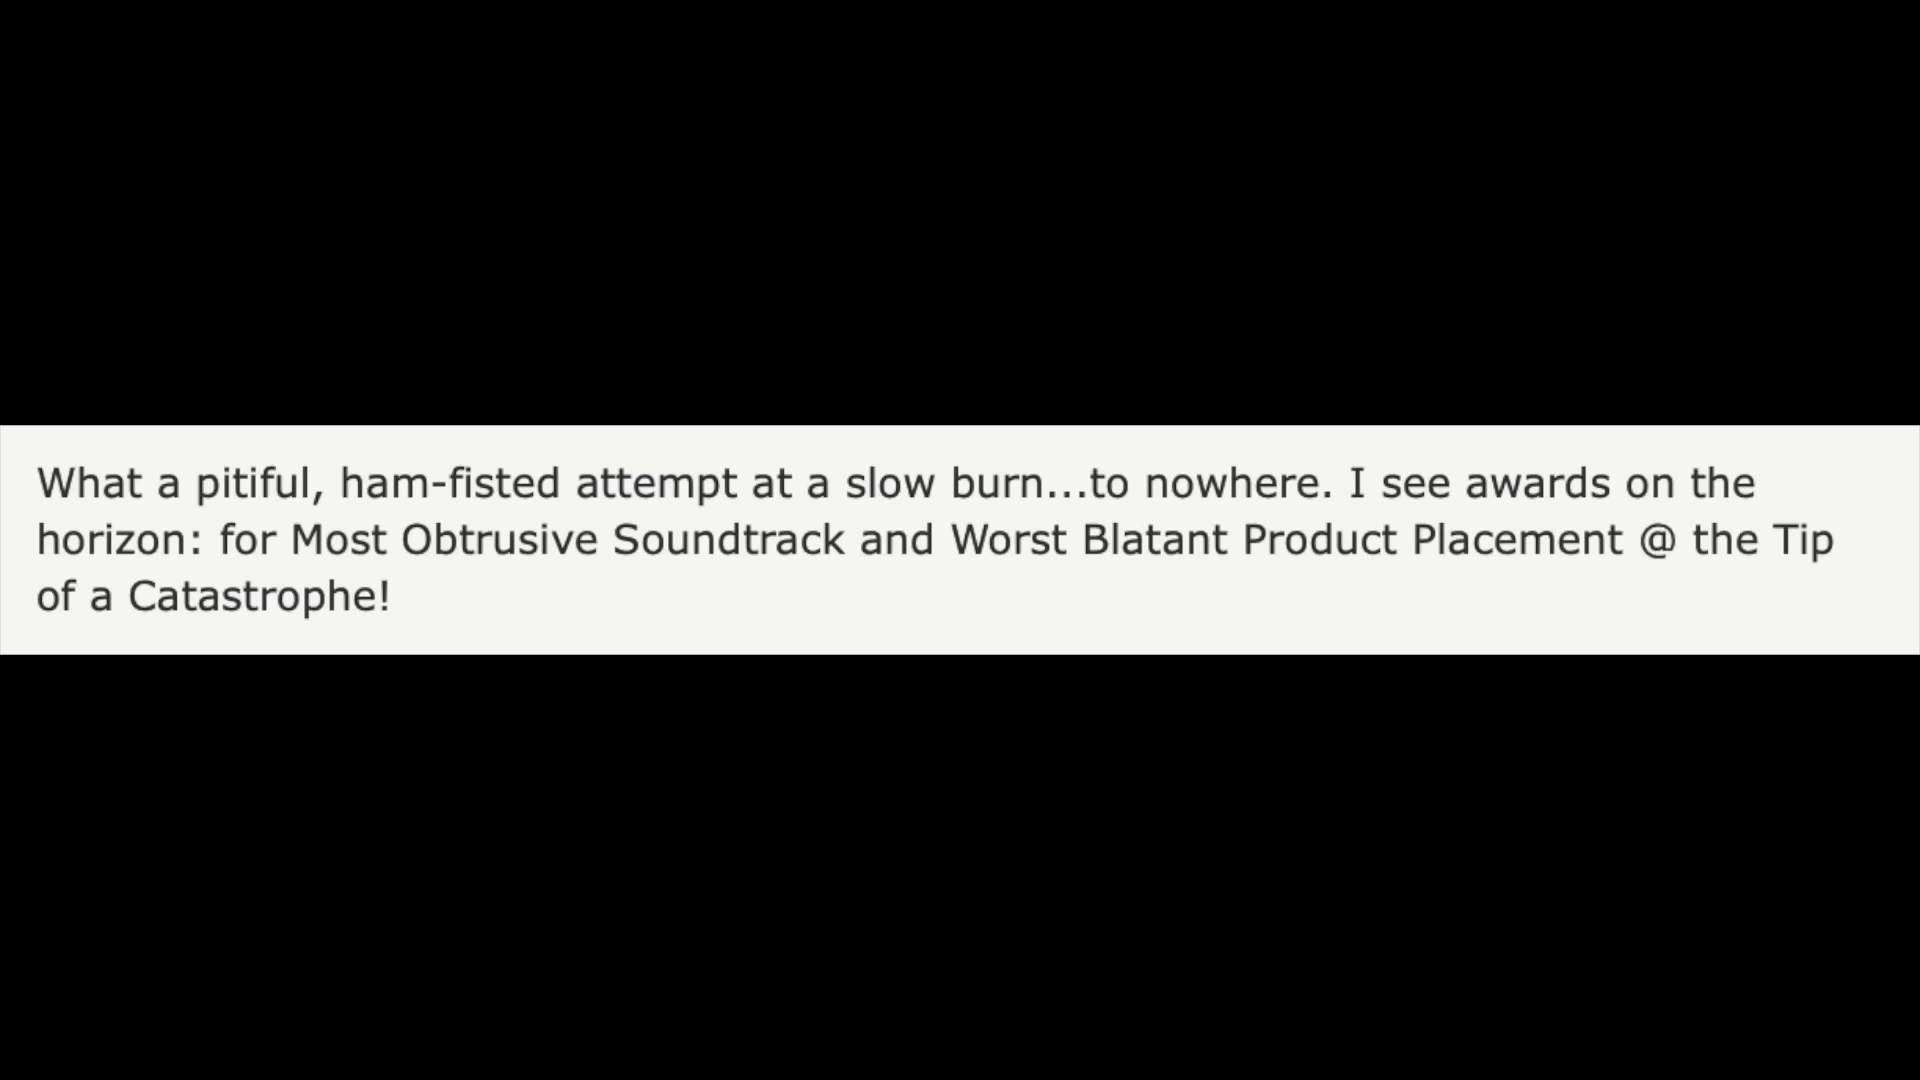 What a pitiful, ham-fisted attempt at a slow burn...to nowhere. I see awards on the
horizon: for Most Obtrusive Soundtrack and Worst Blatant Product Placement @ the Tip
of a Catastrophe!